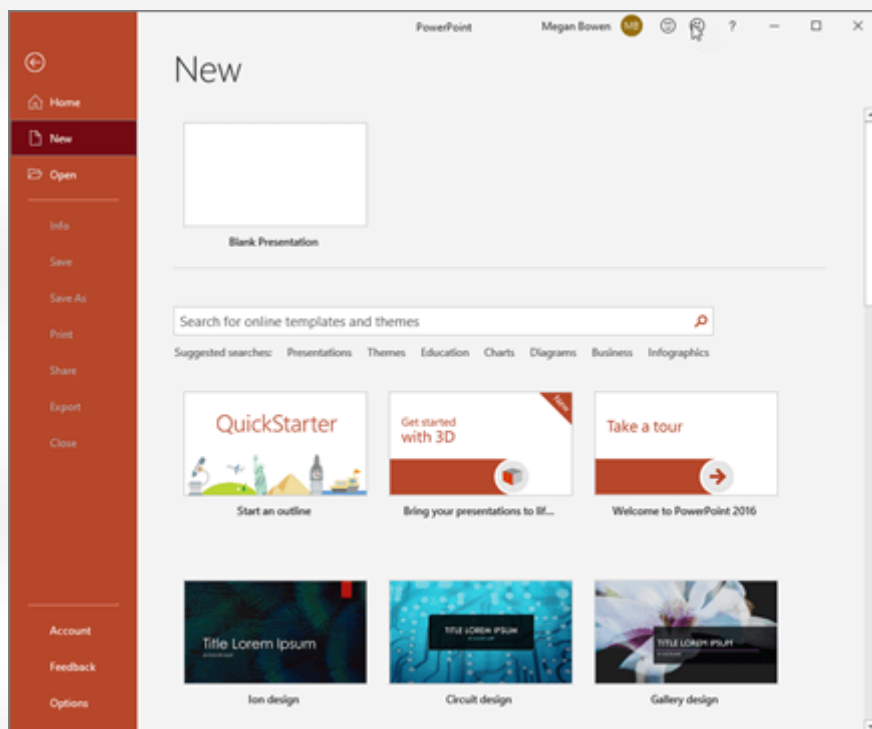 PowerPoint
Megan Bowen MB ?
New
Home
New
Open
Info
Save
Save As
Print
Share
Export
Close
Account
Feedback
Options
Blank Presentation
Search for online templates and themes
Suggested searches: Presentations Themes Education Charts Diagrams Business Infographics
QuickStarter
Start an outline
Get started
with 3D
New
Bring your presentations to lif...
Take a tour
Welcome to PowerPoint 2016
Title Lorem Ipsum
Ion design
TITLE LOREM IPSUM
Circuit design
TITLE LOREM IPSUM
Gallery design